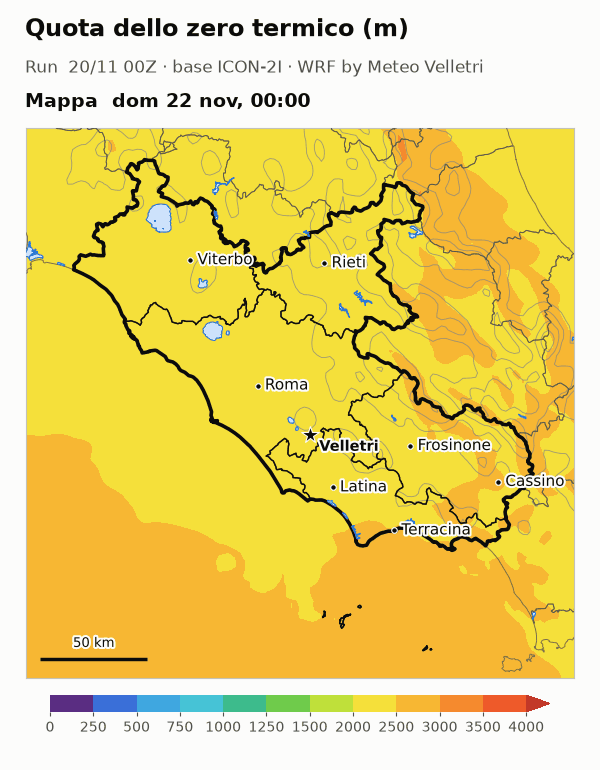 Quota dello zero termico (m)
Run  20/11 00Z · base ICON-2I · WRF by Meteo Velletri
Mappa  dom 22 nov, 00:00
Viterbo
Rieti
Roma
Velletri
Frosinone
Cassino
Latina
Terracina
50 km
0 250 500 750 1000 1250 1500 2000 2500 3000 3500 4000